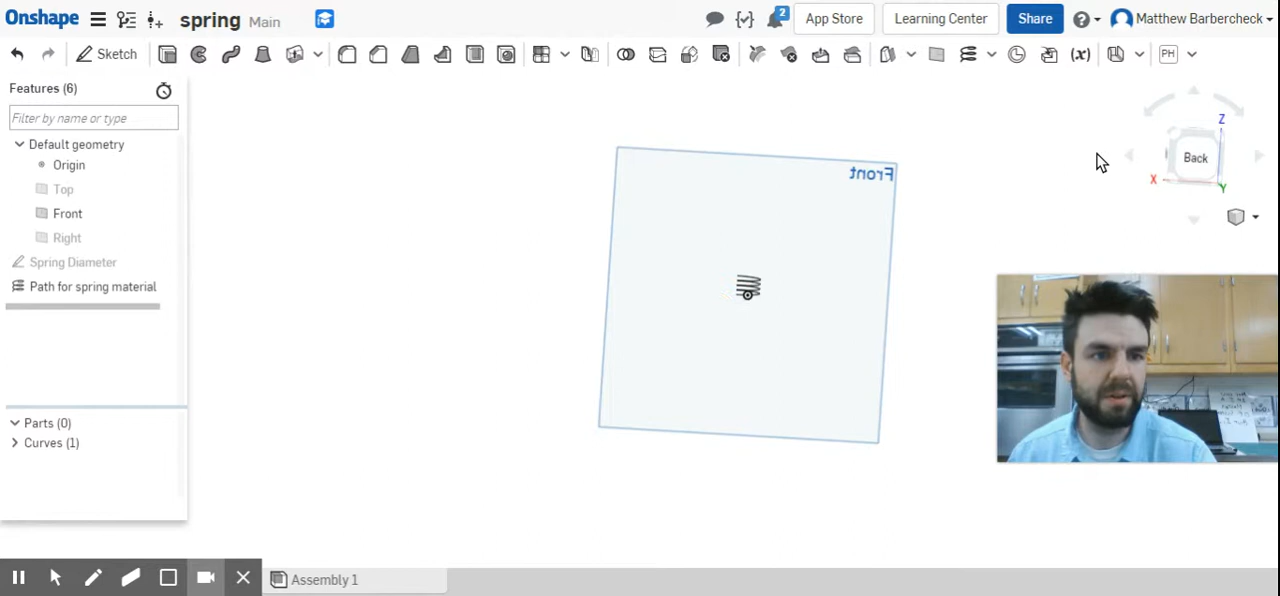 Onshape
spring Main
2
App Store
Learning Center
Share
Matthew Barbercheck
Sketch
(x)
PH
Features (6)
Filter by name or type
Default geometry
Origin
Top
Front
Right
Spring Diameter
Path for spring material
Parts (0)
Curves (1)
Front
Z
Back
X
Y
Assembly 1